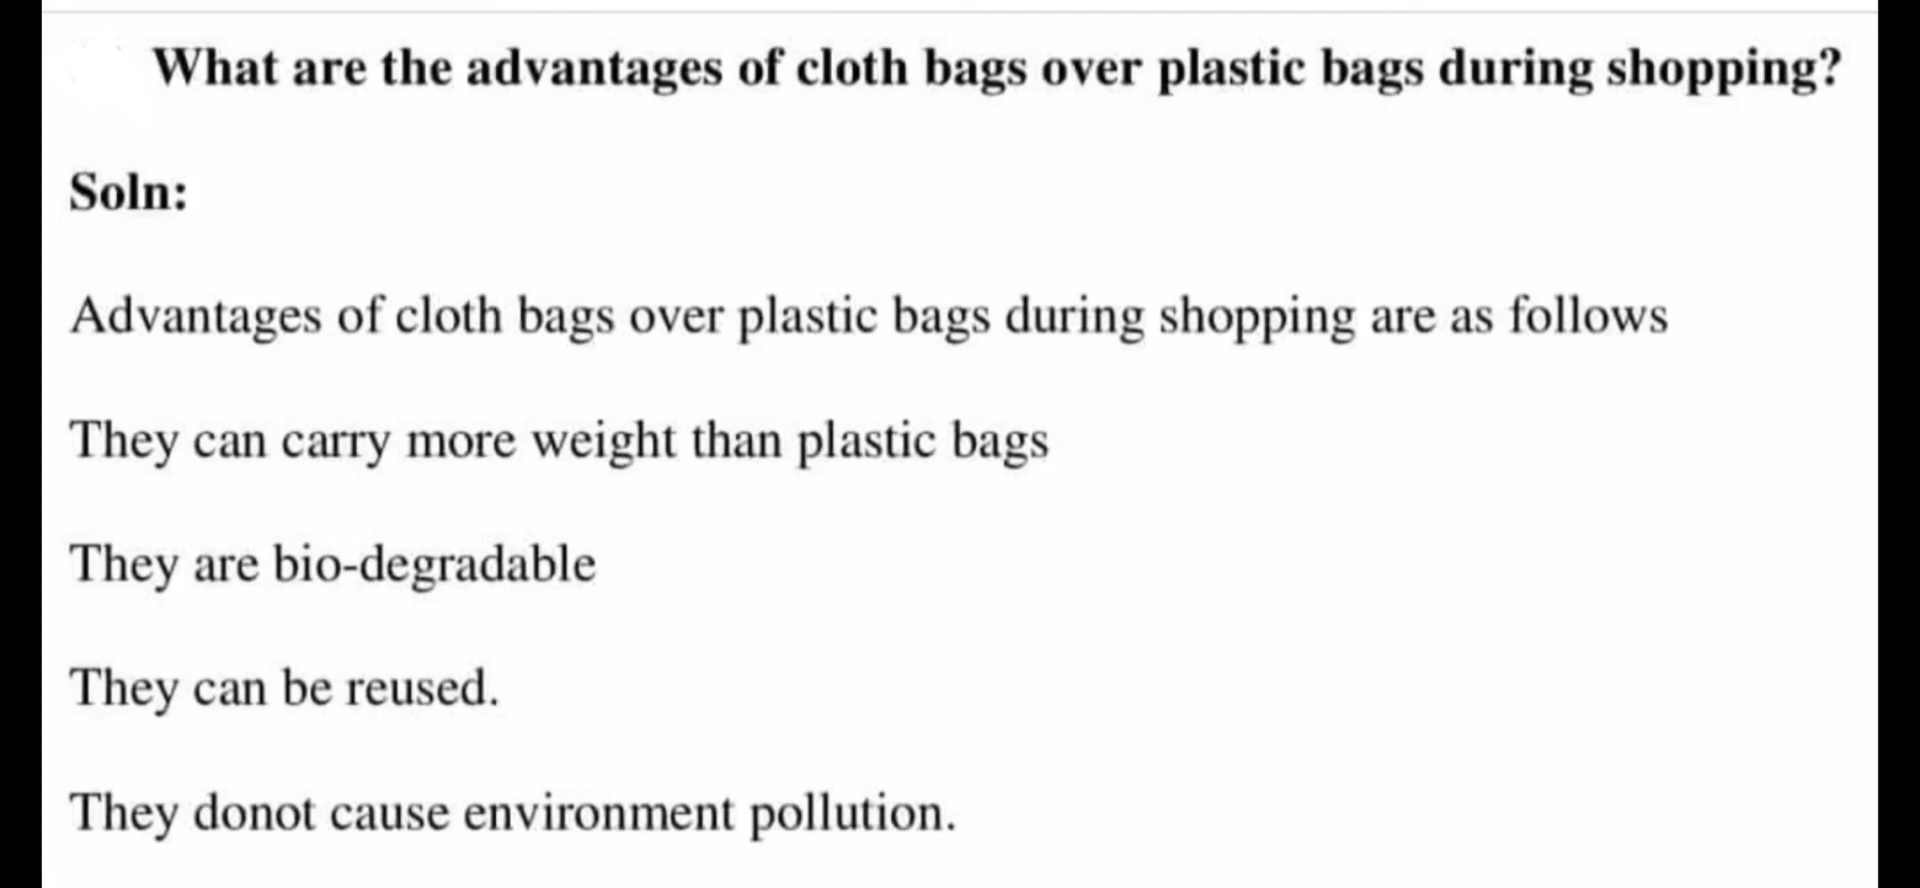 What are the advantages of cloth bags over plastic bags during shopping?
Soln:
Advantages of cloth bags over plastic bags during shopping are as follows
They can carry more weight than plastic bags
They are bio-degradable
They can be reused.
They donot cause environment pollution.